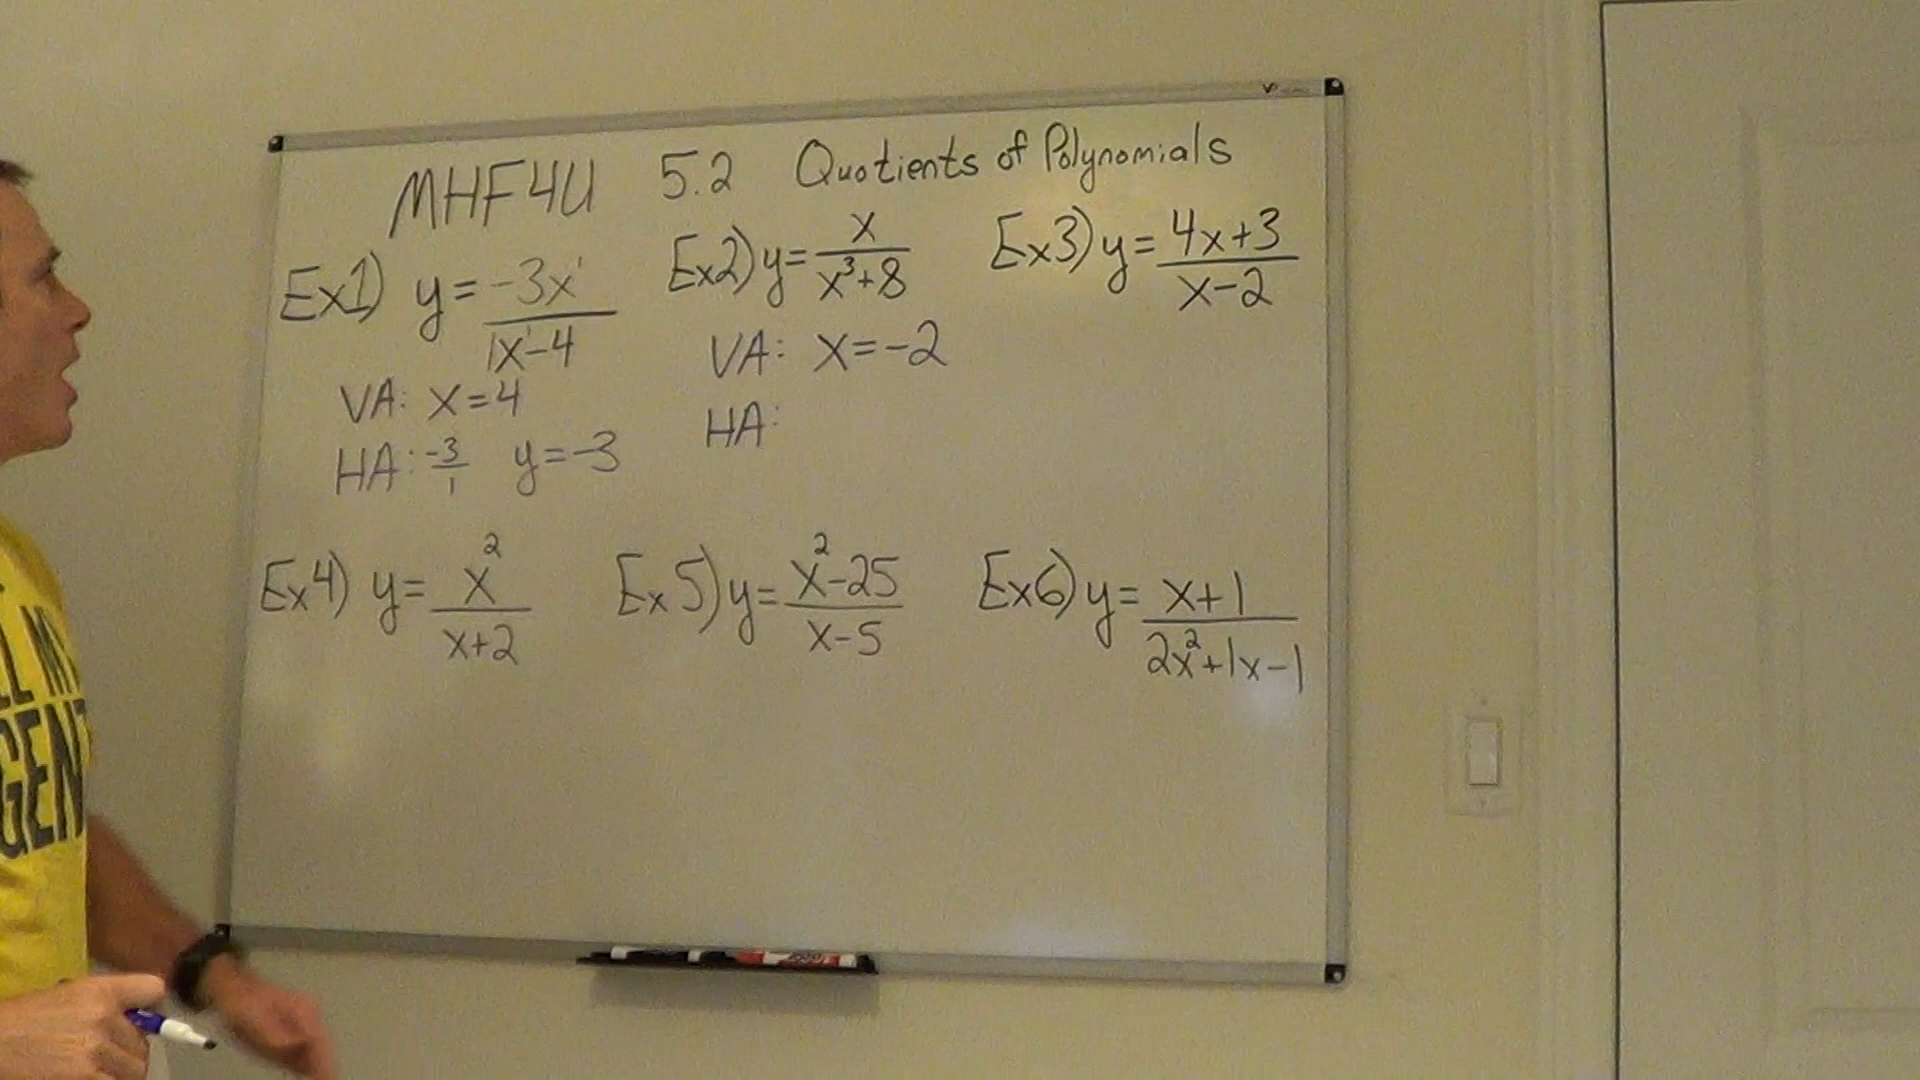 MHF4U 5.2 Quotients of Polynomials
Ex1) y = -3x¹ / 1x¹-4
VA: x=4
HA: -3/1 y=-3
Ex2) y = x / x³+8
VA: x=-2
HA:
Ex3) y = 4x+3 / x-2
Ex4) y = x² / x+2
Ex5) y = x²-25 / x-5
Ex6) y = x+1 / 2x²+1x-1